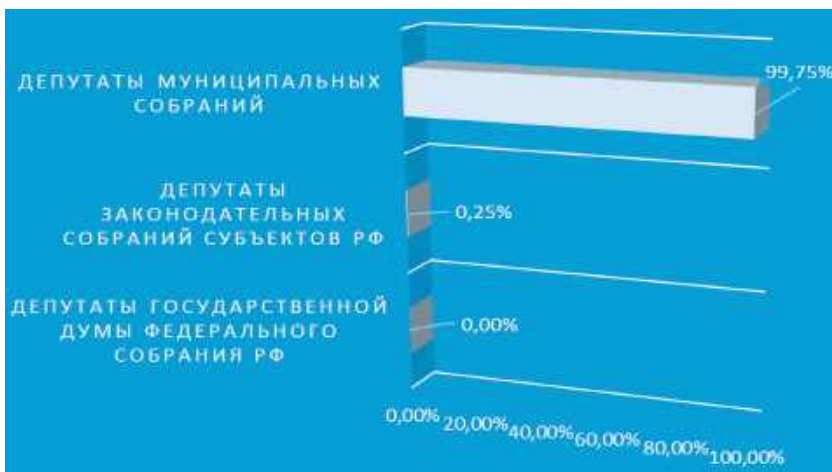 ДЕПУТАТЫ МУНИЦИПАЛЬНЫХ
СОБРАНИЙ
99,75%
ДЕПУТАТЫ
ЗАКОНОДАТЕЛЬНЫХ
СОБРАНИЙ СУБЪЕКТОВ РФ
0,25%
ДЕПУТАТЫ ГОСУДАРСТВЕННОЙ
ДУМЫ ФЕДЕРАЛЬНОГО
СОБРАНИЯ РФ
0,00%
0,00% 20,00% 40,00% 60,00% 80,00% 100,00%